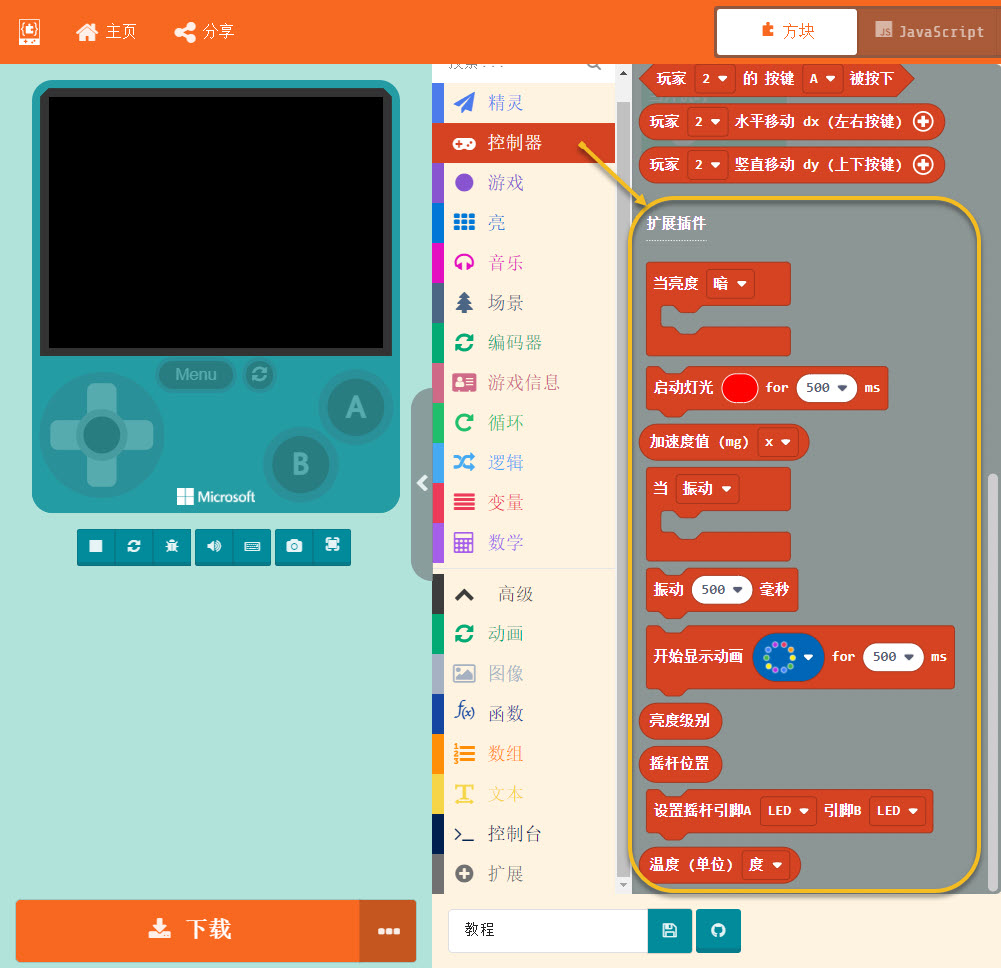 主页
分享
方块
JavaScript
搜索...
精灵
控制器
游戏
亮
音乐
场景
编码器
游戏信息
循环
逻辑
变量
数学
高级
动画
图像
函数
数组
文本
控制台
扩展
玩家 2 的 按键 A 被按下
玩家 2 水平移动 dx (左右按键)
玩家 2 竖直移动 dy (上下按键)
扩展插件
当亮度 暗
启动灯光 for 500 ms
加速度值 (mg) x
当 振动
振动 500 毫秒
开始显示动画 for 500 ms
亮度级别
摇杆位置
设置摇杆引脚A LED 引脚B LED
温度 (单位) 度
Menu
A
B
Microsoft
下载
教程